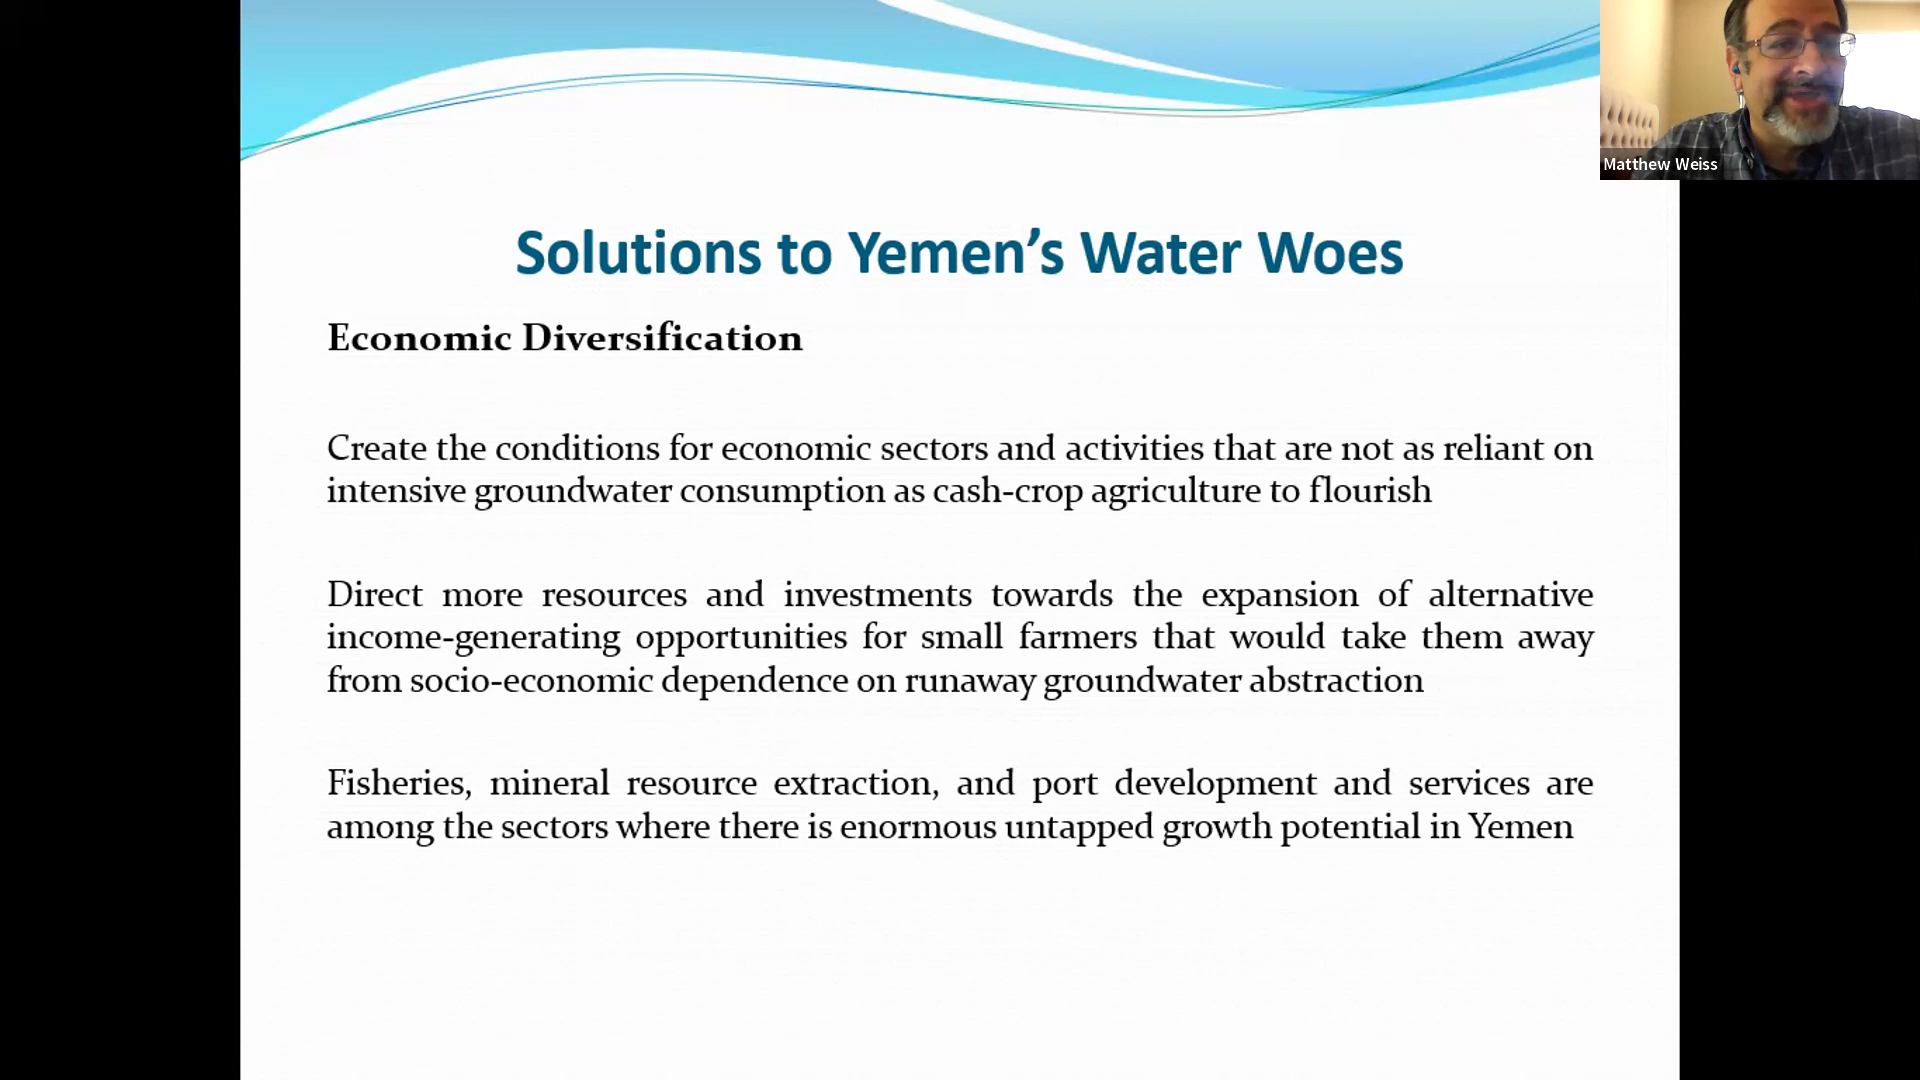 Matthew Weiss
Solutions to Yemen’s Water Woes
Economic Diversification
Create the conditions for economic sectors and activities that are not as reliant on
intensive groundwater consumption as cash-crop agriculture to flourish
Direct more resources and investments towards the expansion of alternative
income-generating opportunities for small farmers that would take them away
from socio-economic dependence on runaway groundwater abstraction
Fisheries, mineral resource extraction, and port development and services are
among the sectors where there is enormous untapped growth potential in Yemen